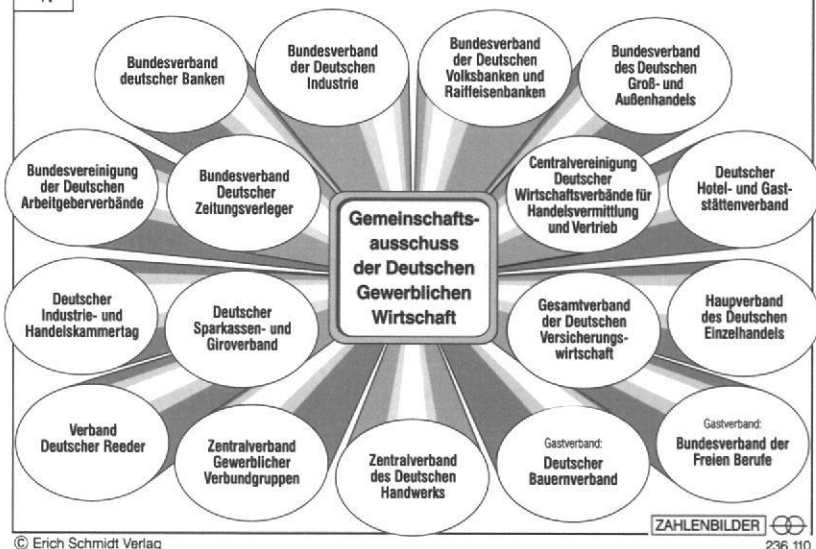 Bundesverband
deutscher Banken
Bundesverband
der Deutschen
Industrie
Bundesverband
der Deutschen
Volksbanken und
Raiffeisenbanken
Bundesverband
des Deutschen
Groß- und
Außenhandels
Bundesvereinigung
der Deutschen
Arbeitgeberverbände
Bundesverband
Deutscher
Zeitungsverleger
Centralvereinigung
Deutscher
Wirtschaftsverbände für
Handelsvermittlung
und Vertrieb
Deutscher
Hotel- und Gast-
stättenverband
Gemeinschafts-
ausschuss
der Deutschen
Gewerblichen
Wirtschaft
Deutscher
Industrie- und
Handelskammertag
Deutscher
Sparkassen- und
Giroverband
Gesamtverband
der Deutschen
Versicherungs-
wirtschaft
Haupverband
des Deutschen
Einzelhandels
Verband
Deutscher Reeder
Zentralverband
Gewerblicher
Verbundgruppen
Zentralverband
des Deutschen
Handwerks
Gastverband:
Deutscher
Bauernverband
Gastverband:
Bundesverband der
Freien Berufe
ZAHLENBILDER
© Erich Schmidt Verlag
236 110